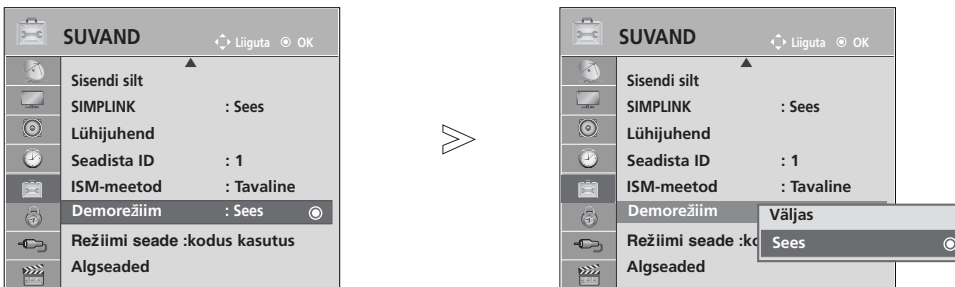 SUVAND
Liiguta OK
Sisendi silt
SIMPLINK : Sees
Lühijuhend
Seadista ID : 1
ISM-meetod : Tavaline
Demorežiim : Sees
Režiimi seade :kodus kasutus
Algseaded
SUVAND
Liiguta OK
Sisendi silt
SIMPLINK : Sees
Lühijuhend
Seadista ID : 1
ISM-meetod : Tavaline
Demorežiim
Väljas
Režiimi seade :ko
Sees
Algseaded